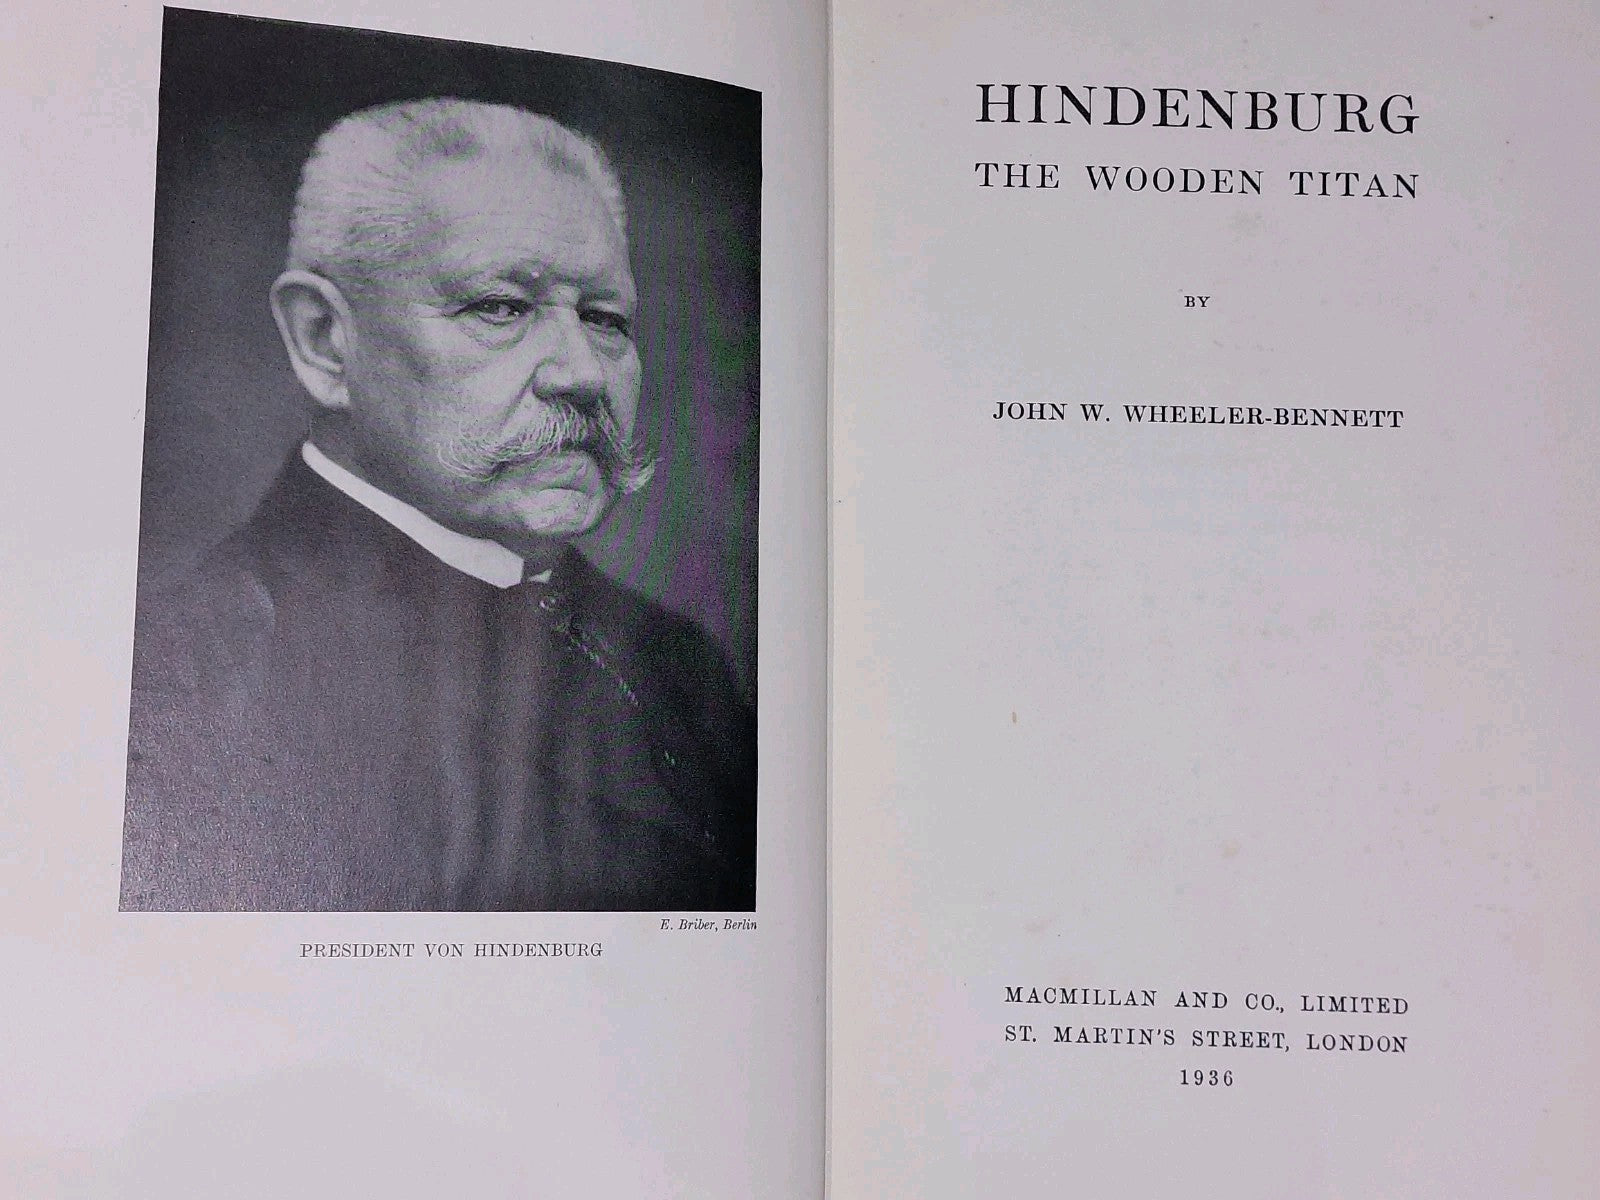 E. Briber, Berlin
PRESIDENT VON HINDENBURG
HINDENBURG
THE WOODEN TITAN
BY
JOHN W. WHEELER-BENNETT
MACMILLAN AND CO., LIMITED
ST. MARTIN'S STREET, LONDON
1936